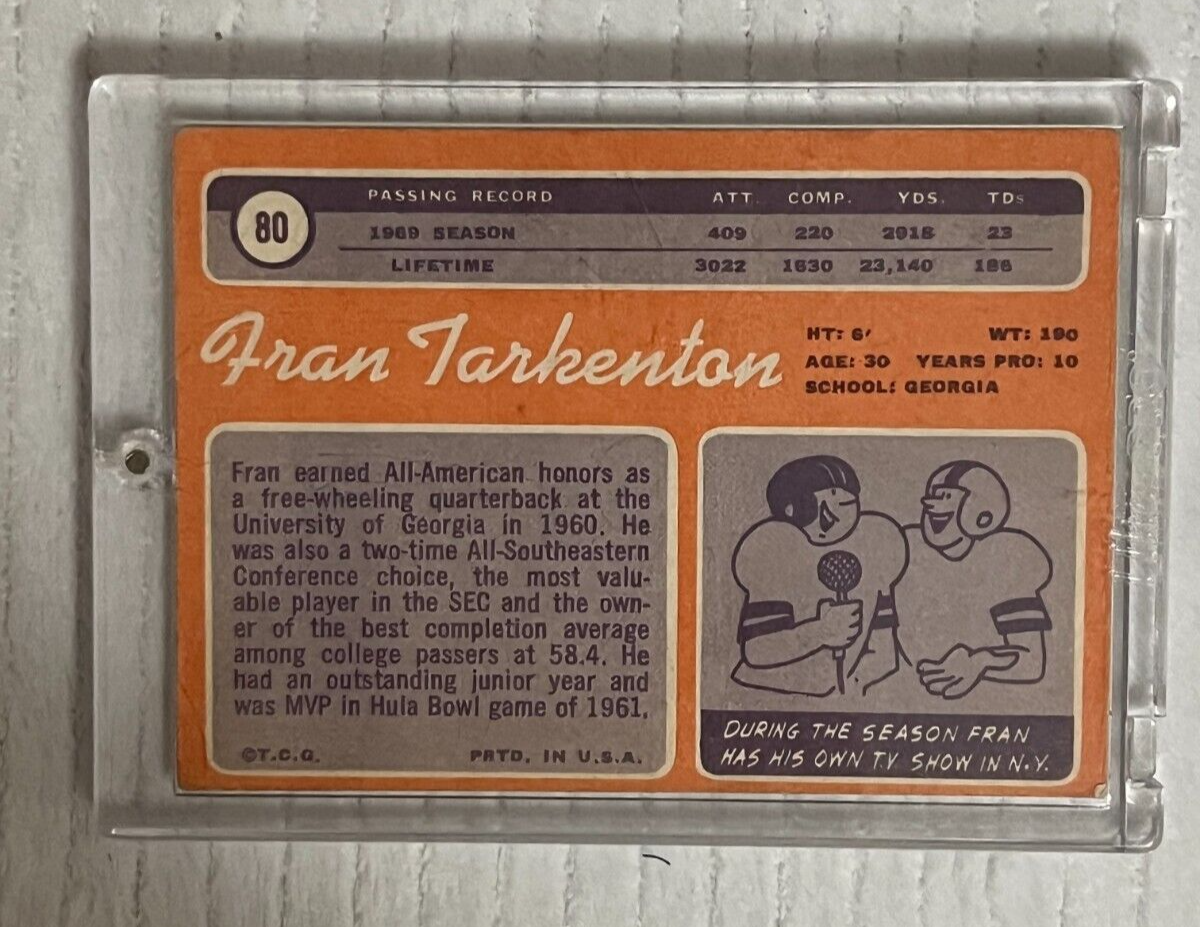 80
PASSING RECORD ATT. COMP. YDS. TDs
1969 SEASON 409 220 2918 23
LIFETIME 3022 1630 23,140 186
Fran Tarkenton
HT: 6' WT: 190
AGE: 30 YEARS PRO: 10
SCHOOL: GEORGIA
Fran earned All-American honors as
a free-wheeling quarterback at the
University of Georgia in 1960. He
was also a two-time All-Southeastern
Conference choice, the most valu-
able player in the SEC and the own-
er of the best completion average
among college passers at 58.4. He
had an outstanding junior year and
was MVP in Hula Bowl game of 1961.
©T.C.G. PRTD. IN U.S.A.
DURING THE SEASON FRAN
HAS HIS OWN TV SHOW IN N.Y.